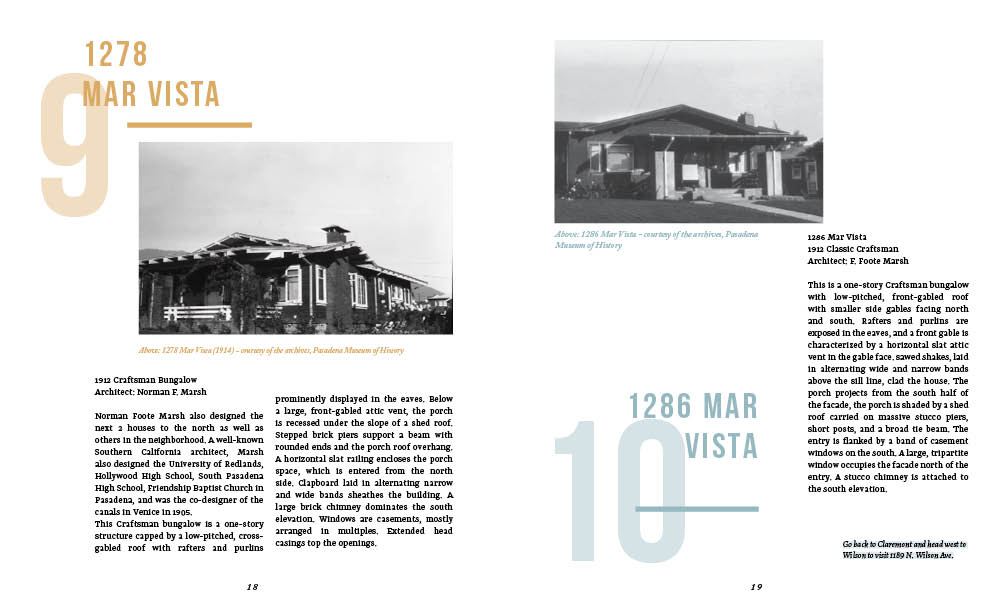 9
1278
MAR VISTA
Above: 1278 Mar Vista (1914) – courtesy of the archives, Pasadena Museum of History
1912 Craftsman Bungalow
Architect: Norman F. Marsh
Norman Foote Marsh also designed the
next 2 houses to the north as well as
others in the neighborhood. A well-known
Southern California architect, Marsh
also designed the University of Redlands,
Hollywood High School, South Pasadena
High School, Friendship Baptist Church in
Pasadena, and was the co-designer of the
canals in Venice in 1905.
This Craftsman bungalow is a one-story
structure capped by a low-pitched, cross-
gabled roof with rafters and purlins
prominently displayed in the eaves. Below
a large, front-gabled attic vent, the porch
is recessed under the slope of a shed roof.
Stepped brick piers support a beam with
rounded ends and the porch roof overhang.
A horizontal slat railing encloses the porch
space, which is entered from the north
side. Clapboard laid in alternating narrow
and wide bands sheathes the building. A
large brick chimney dominates the south
elevation. Windows are casements, mostly
arranged in multiples. Extended head
casings top the openings.
18
Above: 1286 Mar Vista – courtesy of the archives, Pasadena
Museum of History
10
1286 MAR
VISTA
1286 Mar Vista
1912 Classic Craftsman
Architect: F. Foote Marsh
This is a one-story Craftsman bungalow
with low-pitched, front-gabled roof
with smaller side gables facing north
and south. Rafters and purlins are
exposed in the eaves, and a front gable is
characterized by a horizontal slat attic
vent in the gable face. sawed shakes, laid
in alternating wide and narrow bands
above the sill line, clad the house. The
porch projects from the south half of
the facade, the porch is shaded by a shed
roof carried on massive stucco piers,
short posts, and a broad tie beam. The
entry is flanked by a band of casement
windows on the south. A large, tripartite
window occupies the facade north of the
entry. A stucco chimney is attached to
the south elevation.
Go back to Claremont and head west to
Wilson to visit 1189 N. Wilson Ave.
19